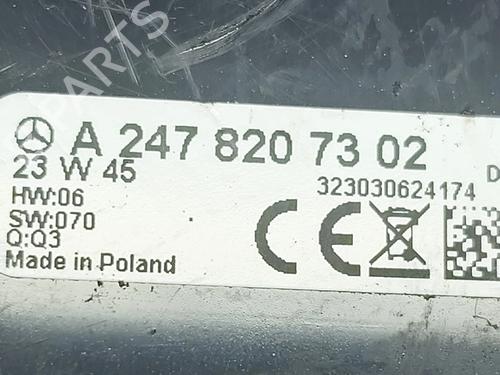 PARTS
A 247 820 73 02
23 W 45
323030624174
HW:06
SW:070
Q:Q3
Made in Poland
CE
D